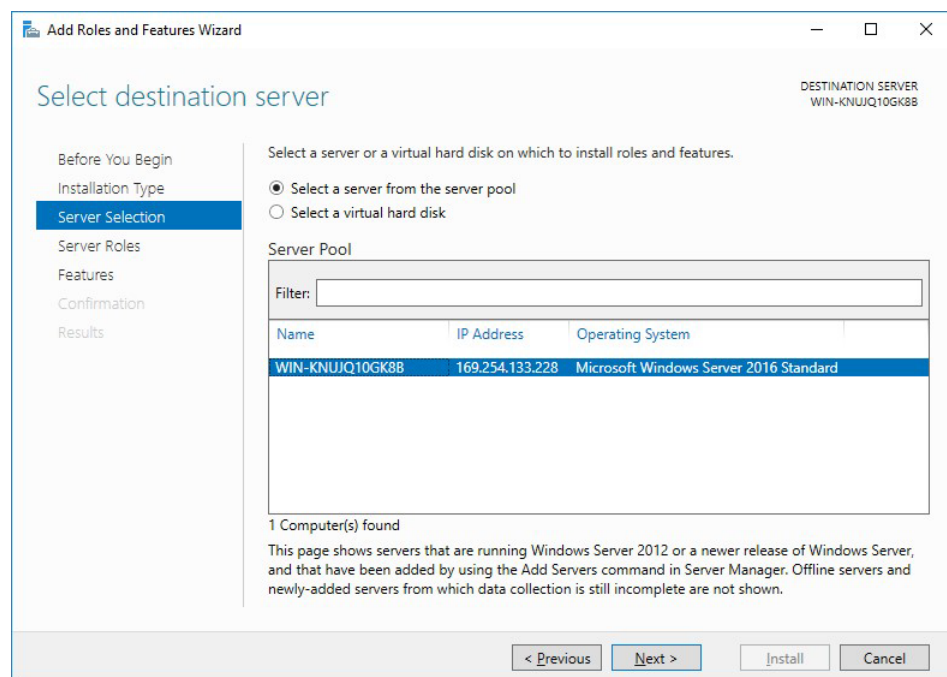 Add Roles and Features Wizard
Select destination server
DESTINATION SERVER
WIN-KNUJQ10GK8B
Before You Begin
Installation Type
Server Selection
Server Roles
Features
Confirmation
Results
Select a server or a virtual hard disk on which to install roles and features.
Select a server from the server pool
Select a virtual hard disk
Server Pool
Filter:
Name IP Address Operating System
WIN-KNUJQ10GK8B 169.254.133.228 Microsoft Windows Server 2016 Standard
1 Computer(s) found
This page shows servers that are running Windows Server 2012 or a newer release of Windows Server,
and that have been added by using the Add Servers command in Server Manager. Offline servers and
newly-added servers from which data collection is still incomplete are not shown.
< Previous Next > Install Cancel